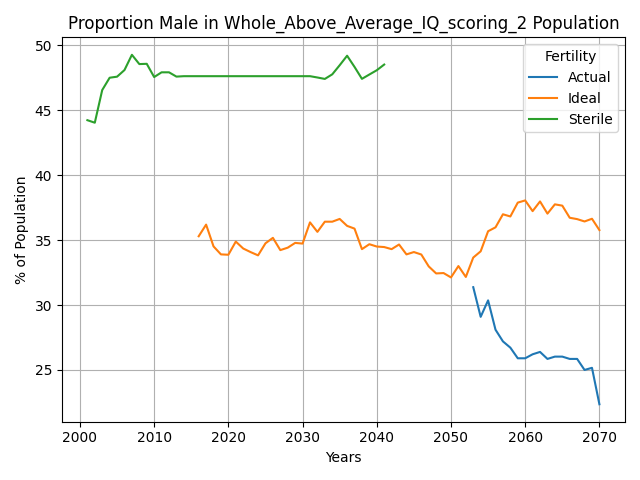 Proportion Male in Whole_Above_Average_IQ_scoring_2 Population
% of Population
50
45
40
35
30
25
Fertility
Actual
Ideal
Sterile
2000 2010 2020 2030 2040 2050 2060 2070
Years